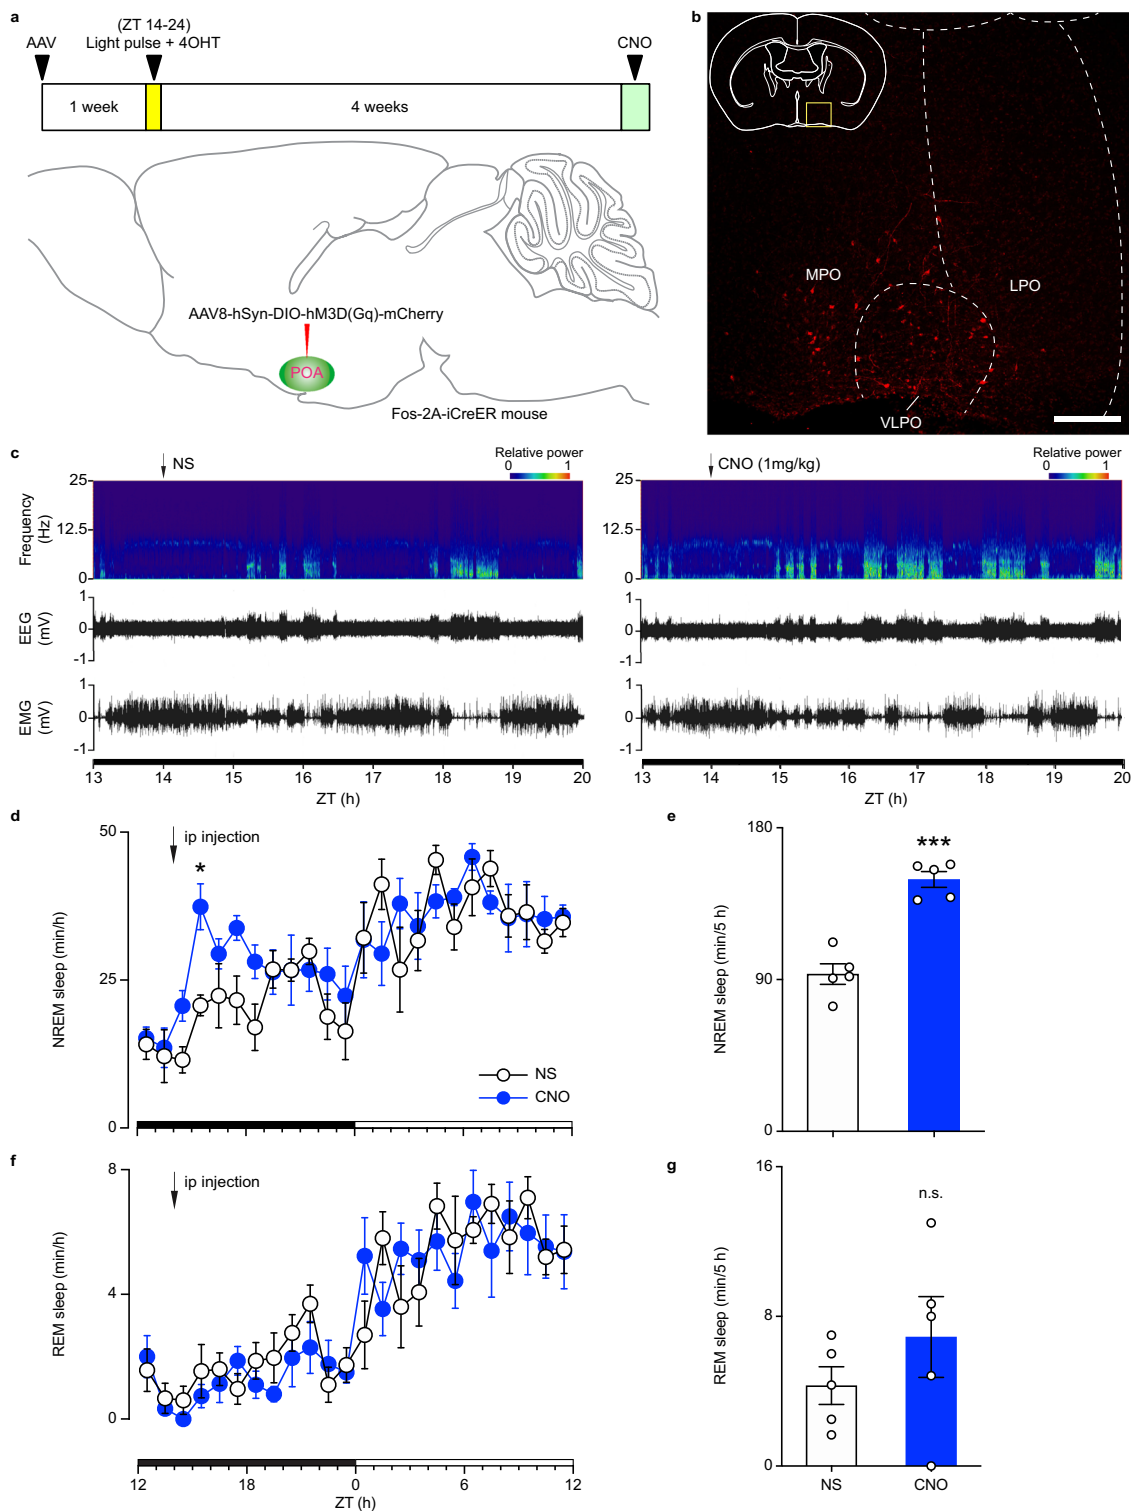 a
(ZT 14-24)
AAV Light pulse + 4OHT CNO
1 week 4 weeks
AAV8-hSyn-DIO-hM3D(Gq)-mCherry
POA
Fos-2A-iCreER mouse
b
MPO
LPO
VLPO
c
NS
Relative power
0 1
25
12.5
0
Frequency
(Hz)
1
0
-1
EEG
(mV)
1
0
-1
EMG
(mV)
13 14 15 16 17 18 19 20
ZT (h)
CNO (1mg/kg)
Relative power
0 1
25
12.5
0
1
0
-1
1
0
-1
13 14 15 16 17 18 19 20
ZT (h)
d
ip injection
*
50
25
0
NREM sleep (min/h)
NS
CNO
e
180
90
0
NREM sleep (min/5 h)
***
f
ip injection
8
4
0
REM sleep (min/h)
12 18 0 6 12
ZT (h)
g
16
8
0
REM sleep (min/5 h)
n.s.
NS CNO